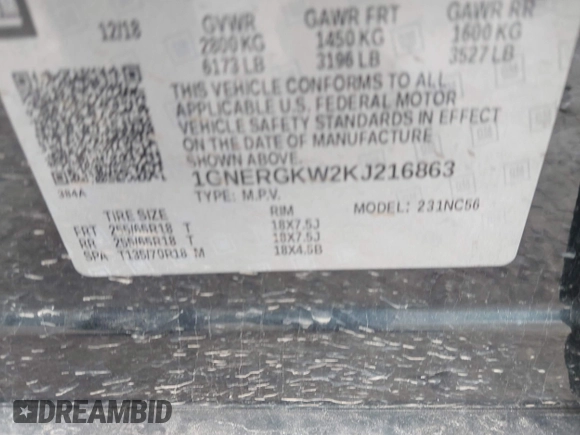 12/18 GVWR GAWR FRT GAWR RR
2800 KG 1450 KG 1600 KG
6173 LB 3196 LB 3527 LB
THIS VEHICLE CONFORMS TO ALL
APPLICABLE U.S. FEDERAL MOTOR
VEHICLE SAFETY STANDARDS IN EFFECT
ON THE DATE OF MANUFACTURE
SHOWN ABOVE.
384A 1GNERGKW2KJ216863
TYPE: M.P.V. MODEL: 231NC56
TIRE SIZE RIM
FRT 255/65R18 T 18X7.5J
RR 255/65R18 T 18X7.5J
SPA T135/70R18 M 18X4.5B
DREAMBID